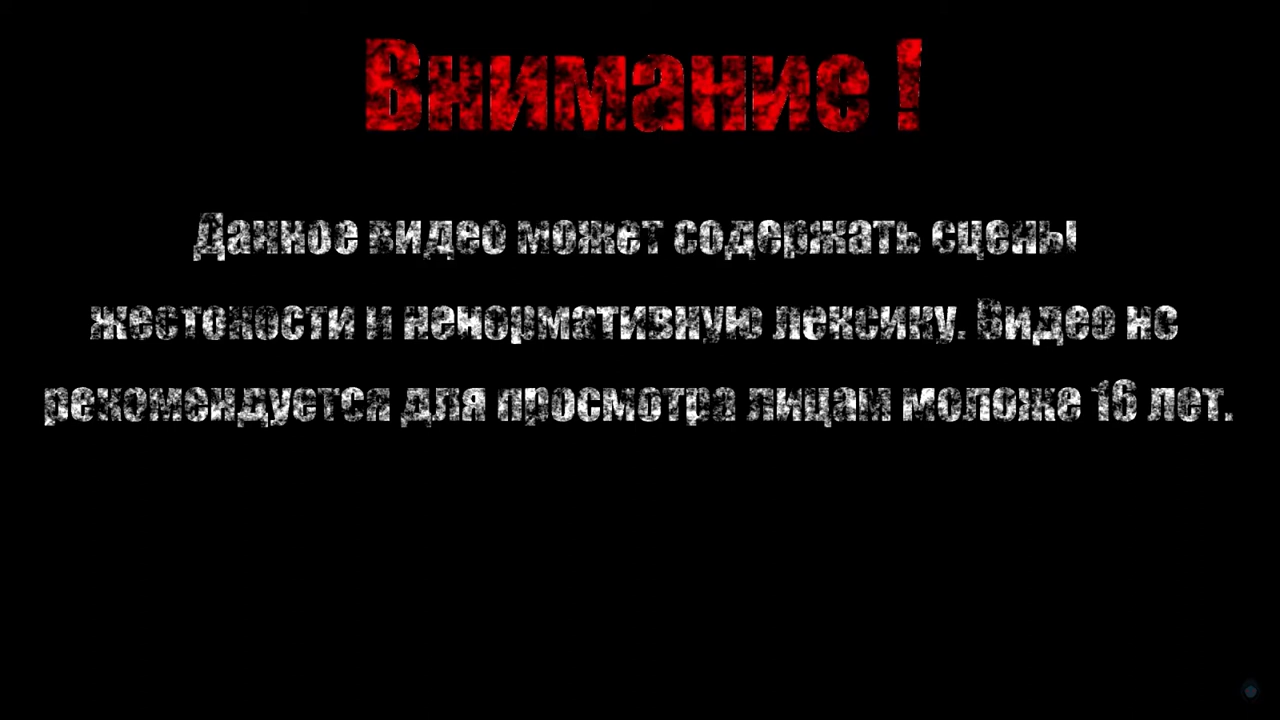 Внимание !
Данное видео может содержать сцены
жестокости и ненормативную лексику. Видео не
рекомендуется для просмотра лицам моложе 16 лет.